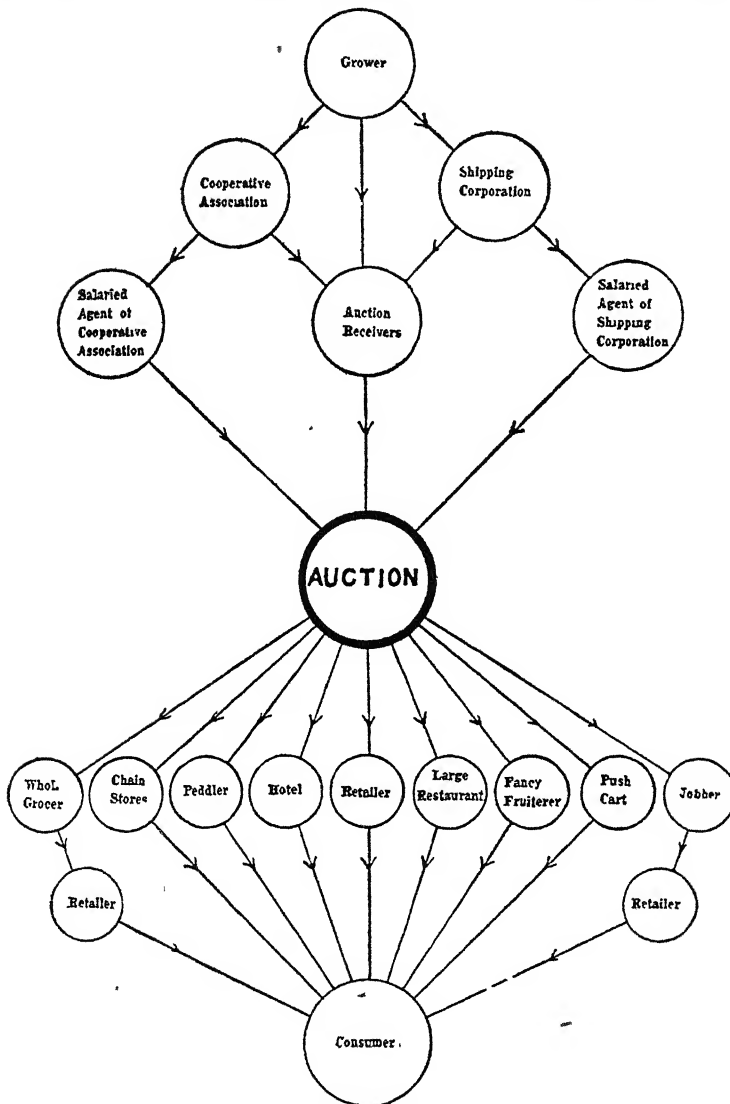 Grower
Cooperative
Association
Shipping
Corporation
Salaried
Agent of
Cooperative
Association
Auction
Receivers
Salaried
Agent of
Shipping
Corporation
AUCTION
Whol.
Grocer
Chain
Stores
Peddler
Hotel
Retailer
Large
Restaurant
Fancy
Fruiterer
Push
Cart
Jobber
Retailer
Retailer
Consumer